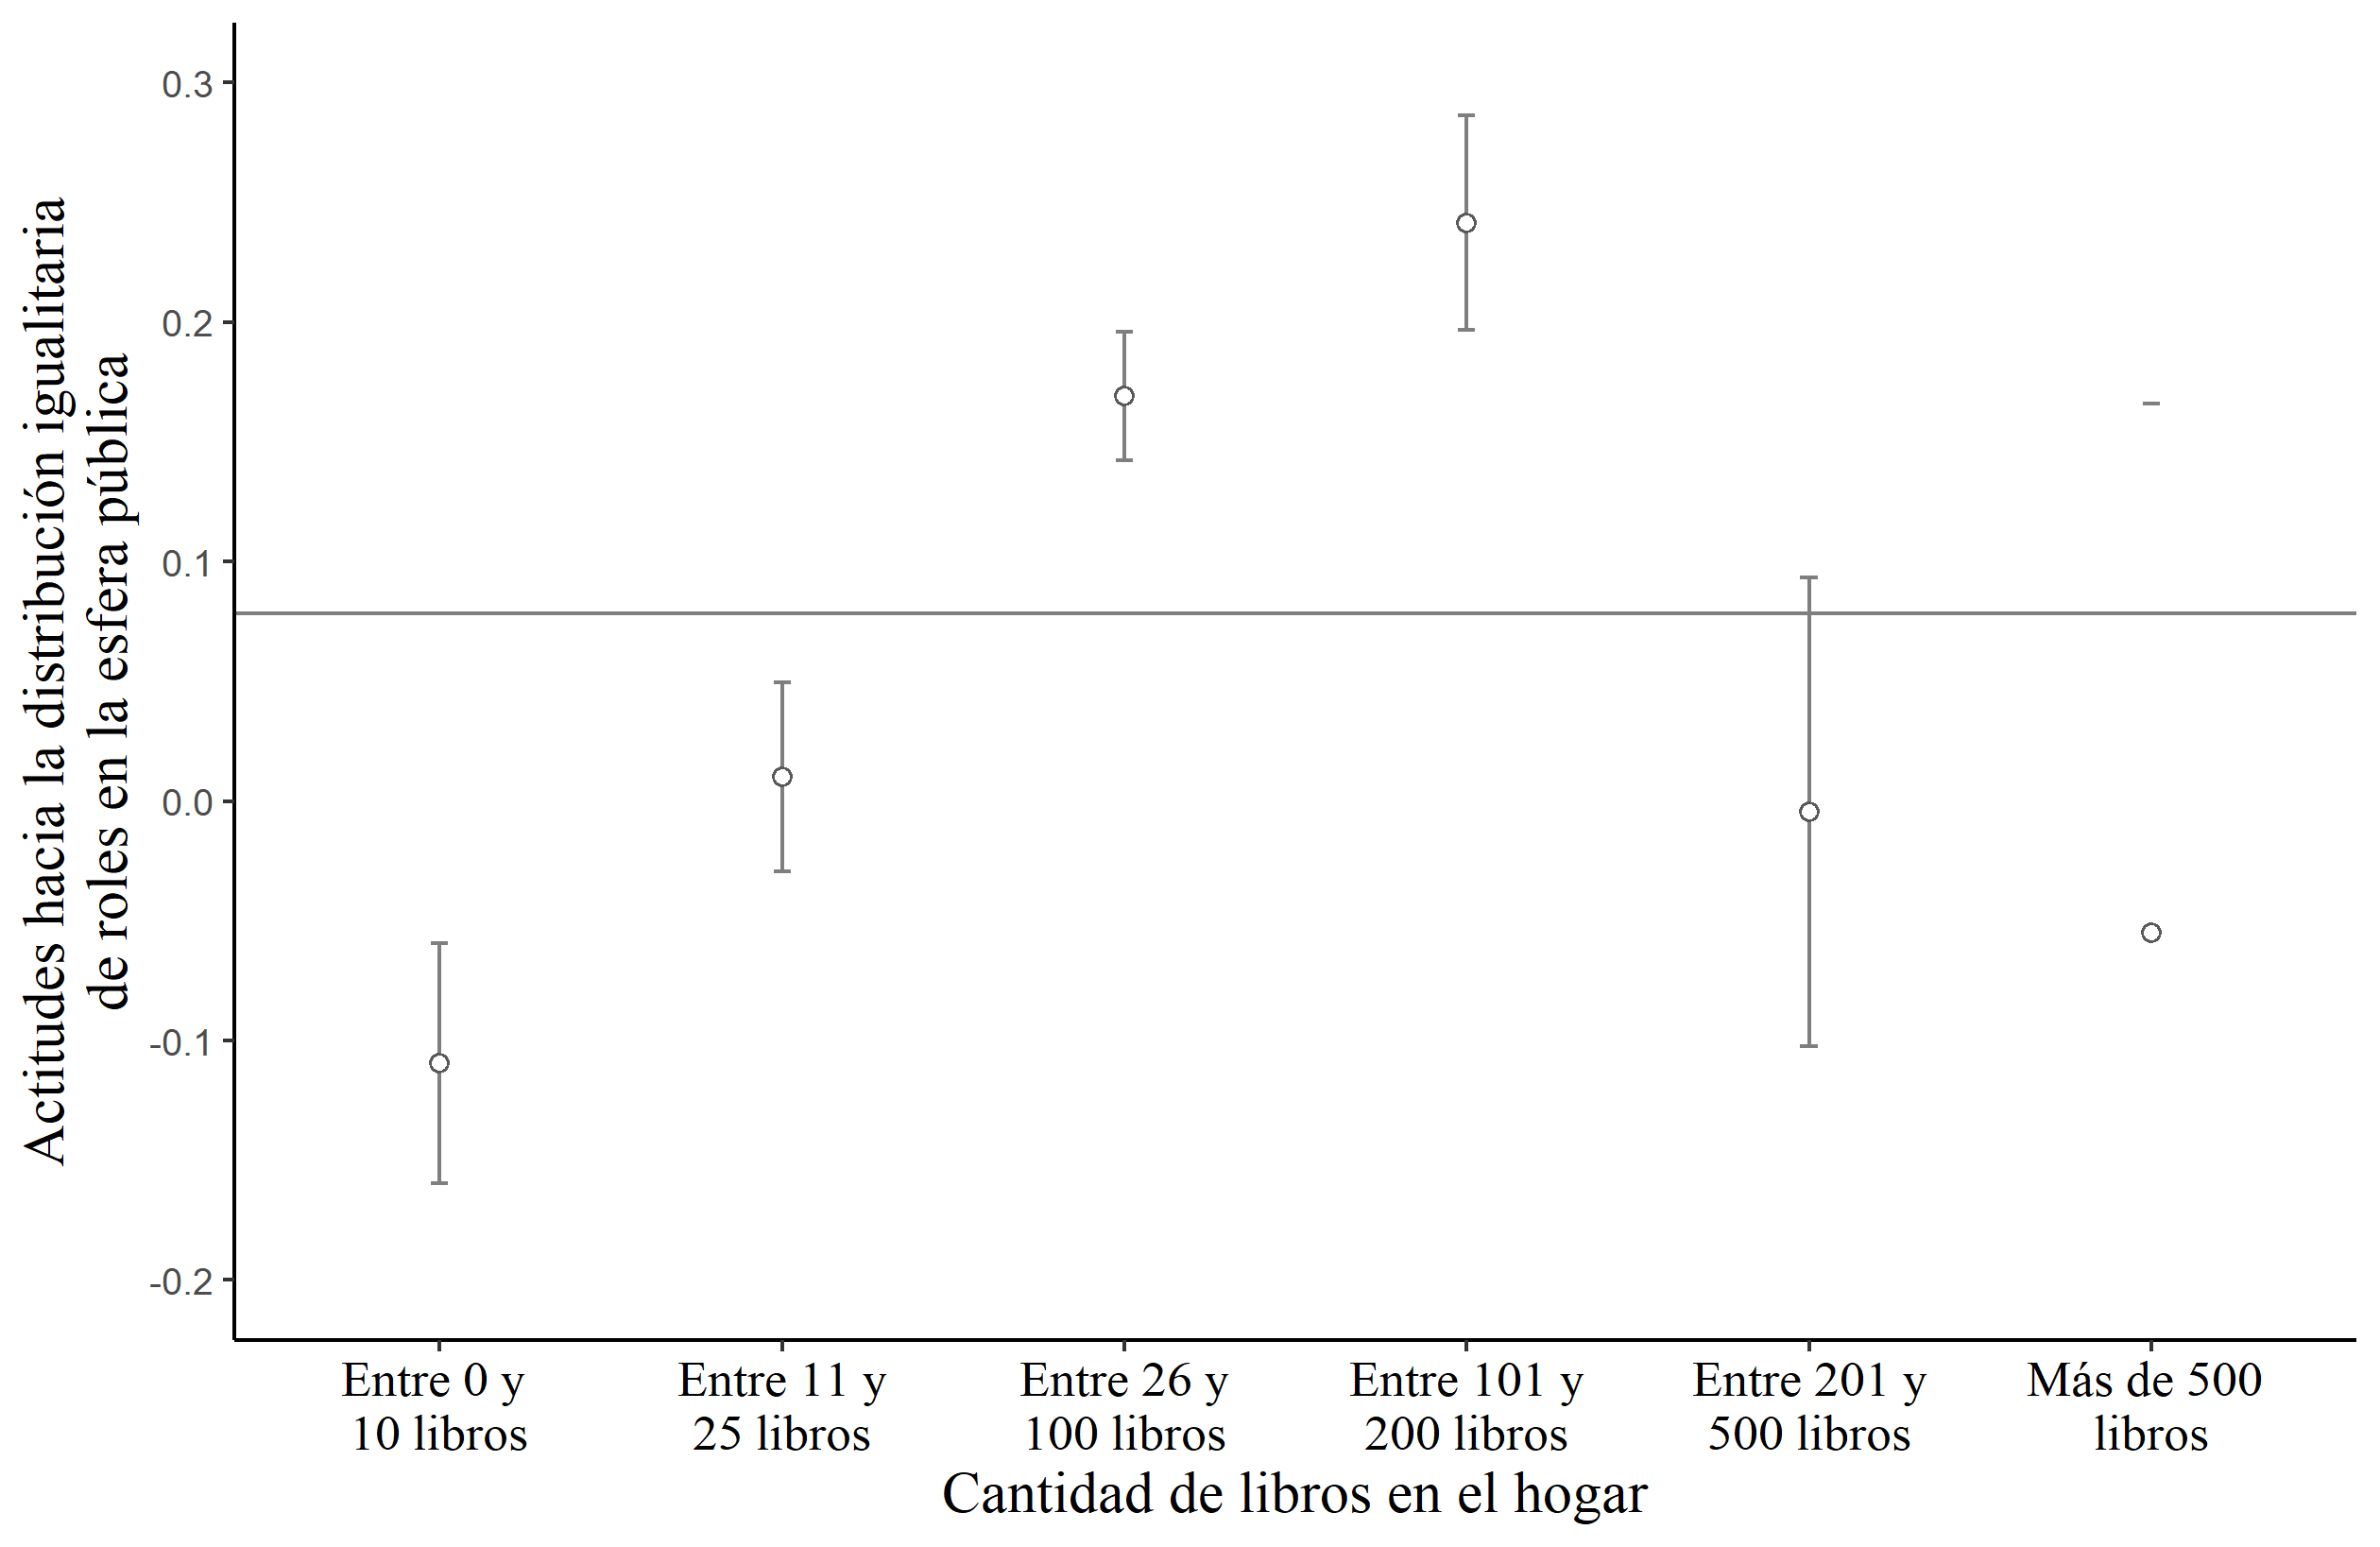 Actitudes hacia la distribución igualitaria
de roles en la esfera pública
0.3
0.2
0.1
0.0
-0.1
-0.2
Entre 0 y
10 libros
Entre 11 y
25 libros
Entre 26 y
100 libros
Entre 101 y
200 libros
Entre 201 y
500 libros
Más de 500
libros
Cantidad de libros en el hogar